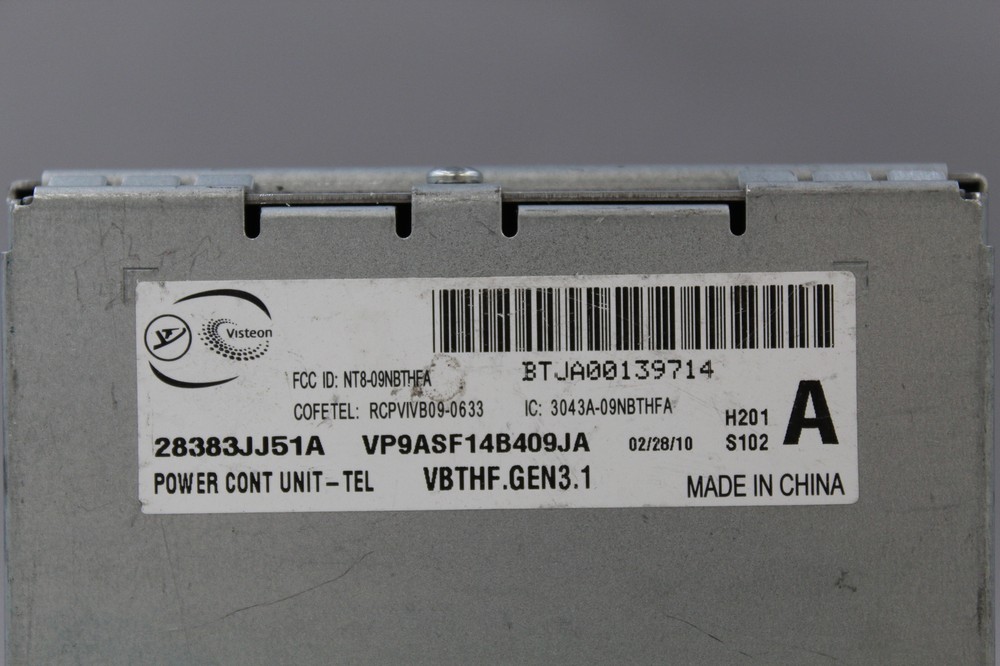 Visteon
BTJA00139714
FCC ID: NT8-09NBTHFA
COFETEL: RCPVIVB09-0633 IC: 3043A-09NBTHFA
H201
A
28383JJ51A VP9ASF14B409JA 02/28/10 S102
POWER CONT UNIT-TEL VBTHF.GEN3.1 MADE IN CHINA